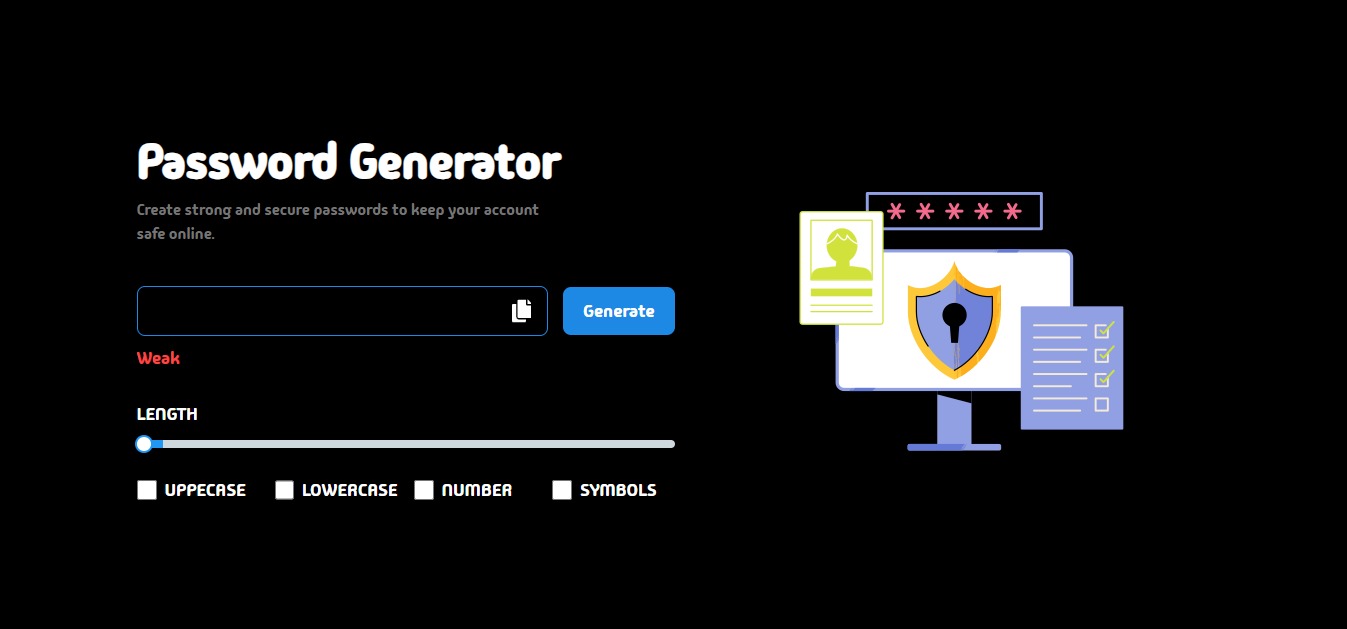 Password Generator
Create strong and secure passwords to keep your account
safe online.
*****
Generate
Weak
LENGTH
UPPECASE LOWERCASE NUMBER SYMBOLS